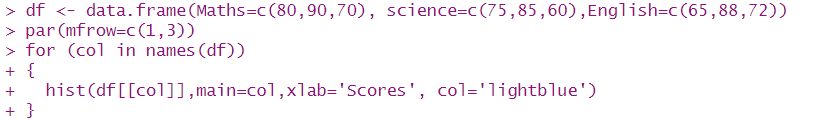 > df <- data.frame(Maths=c(80,90,70), science=c(75,85,60),English=c(65,88,72))
> par(mfrow=c(1,3))
> for (col in names(df))
+ {
+   hist(df[[col]],main=col,xlab='Scores', col='lightblue')
+ }